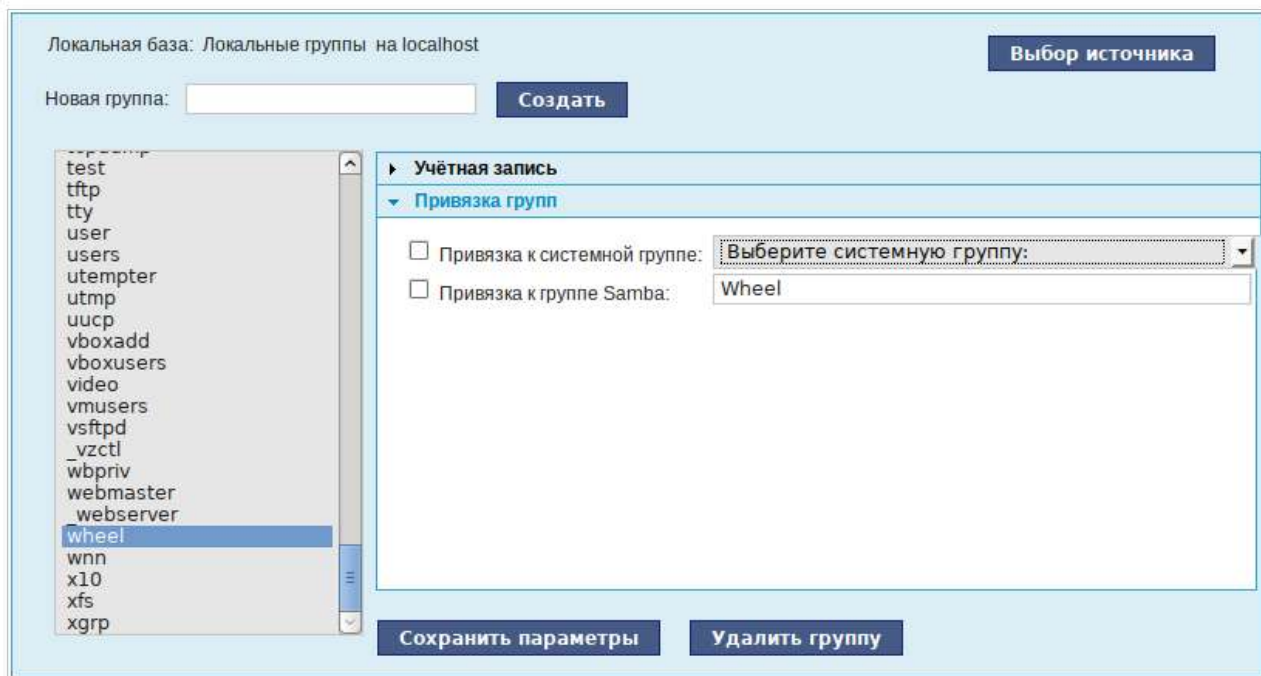 Локальная база: Локальные группы на localhost
Выбор источника
Новая группа:
Создать
test
tftp
tty
user
users
utempter
utmp
uucp
vboxadd
vboxusers
video
vmusers
vsftpd
_vzctl
wbpriv
webmaster
_webserver
wheel
wnn
x10
xfs
xgrp
Учётная запись
Привязка групп
Привязка к системной группе: Выберите системную группу:
Привязка к группе Samba: Wheel
Сохранить параметры
Удалить группу